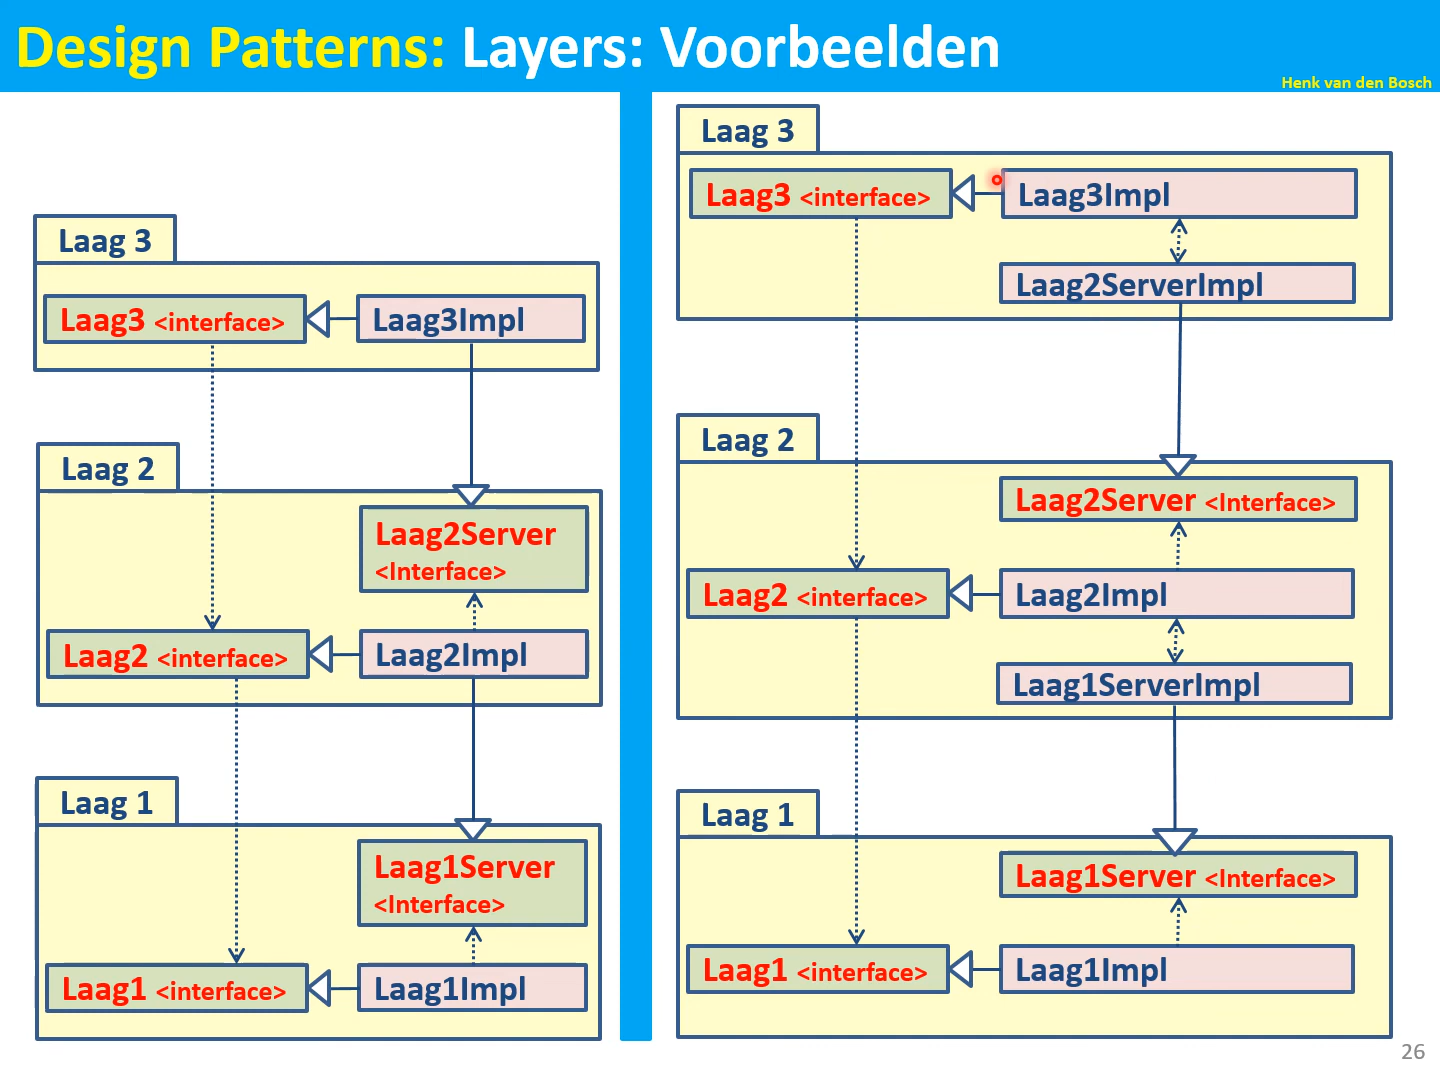 Design Patterns: Layers: Voorbeelden
Henk van den Bosch
Laag 3
Laag3 <interface>
Laag3Impl
Laag 2
Laag2Server
<Interface>
Laag2 <interface>
Laag2Impl
Laag 1
Laag1Server
<Interface>
Laag1 <interface>
Laag1Impl
Laag 3
Laag3 <interface>
Laag3Impl
Laag2ServerImpl
Laag 2
Laag2Server <Interface>
Laag2 <interface>
Laag2Impl
Laag1ServerImpl
Laag 1
Laag1Server <Interface>
Laag1 <interface>
Laag1Impl
26